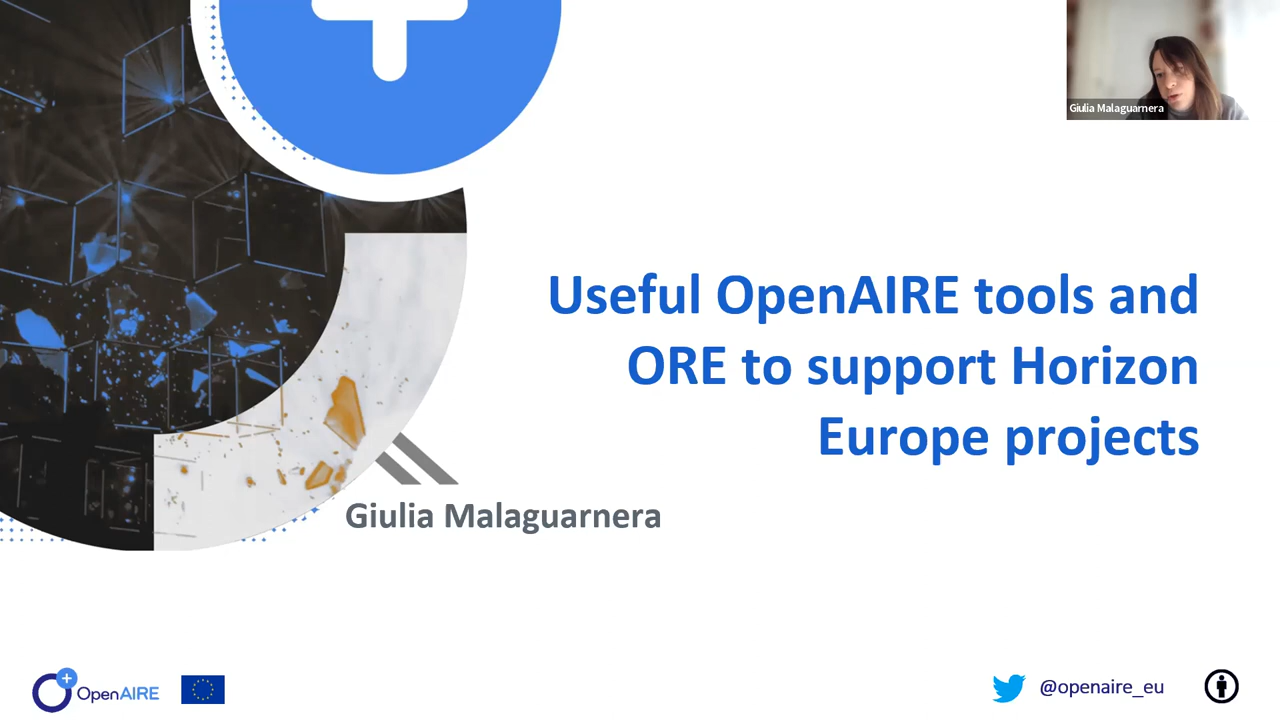 Giulia Malaguarnera
Useful OpenAIRE tools and
ORE to support Horizon
Europe projects
Giulia Malaguarnera
OpenAIRE
@openaire_eu